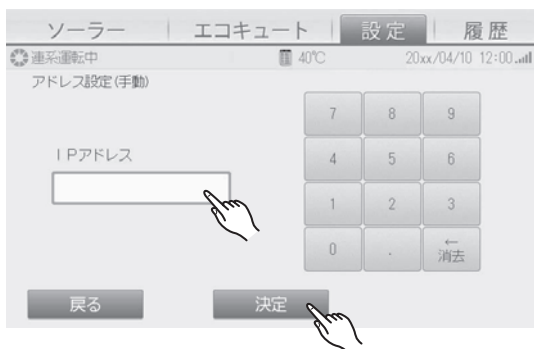 ソーラー エコキュート 設定 履歴
連系運転中 40℃ 20xx/04/10 12:00
アドレス設定(手動)
7 8 9
IPアドレス
4 5 6
1 2 3
0 . ←消去
戻る 決定